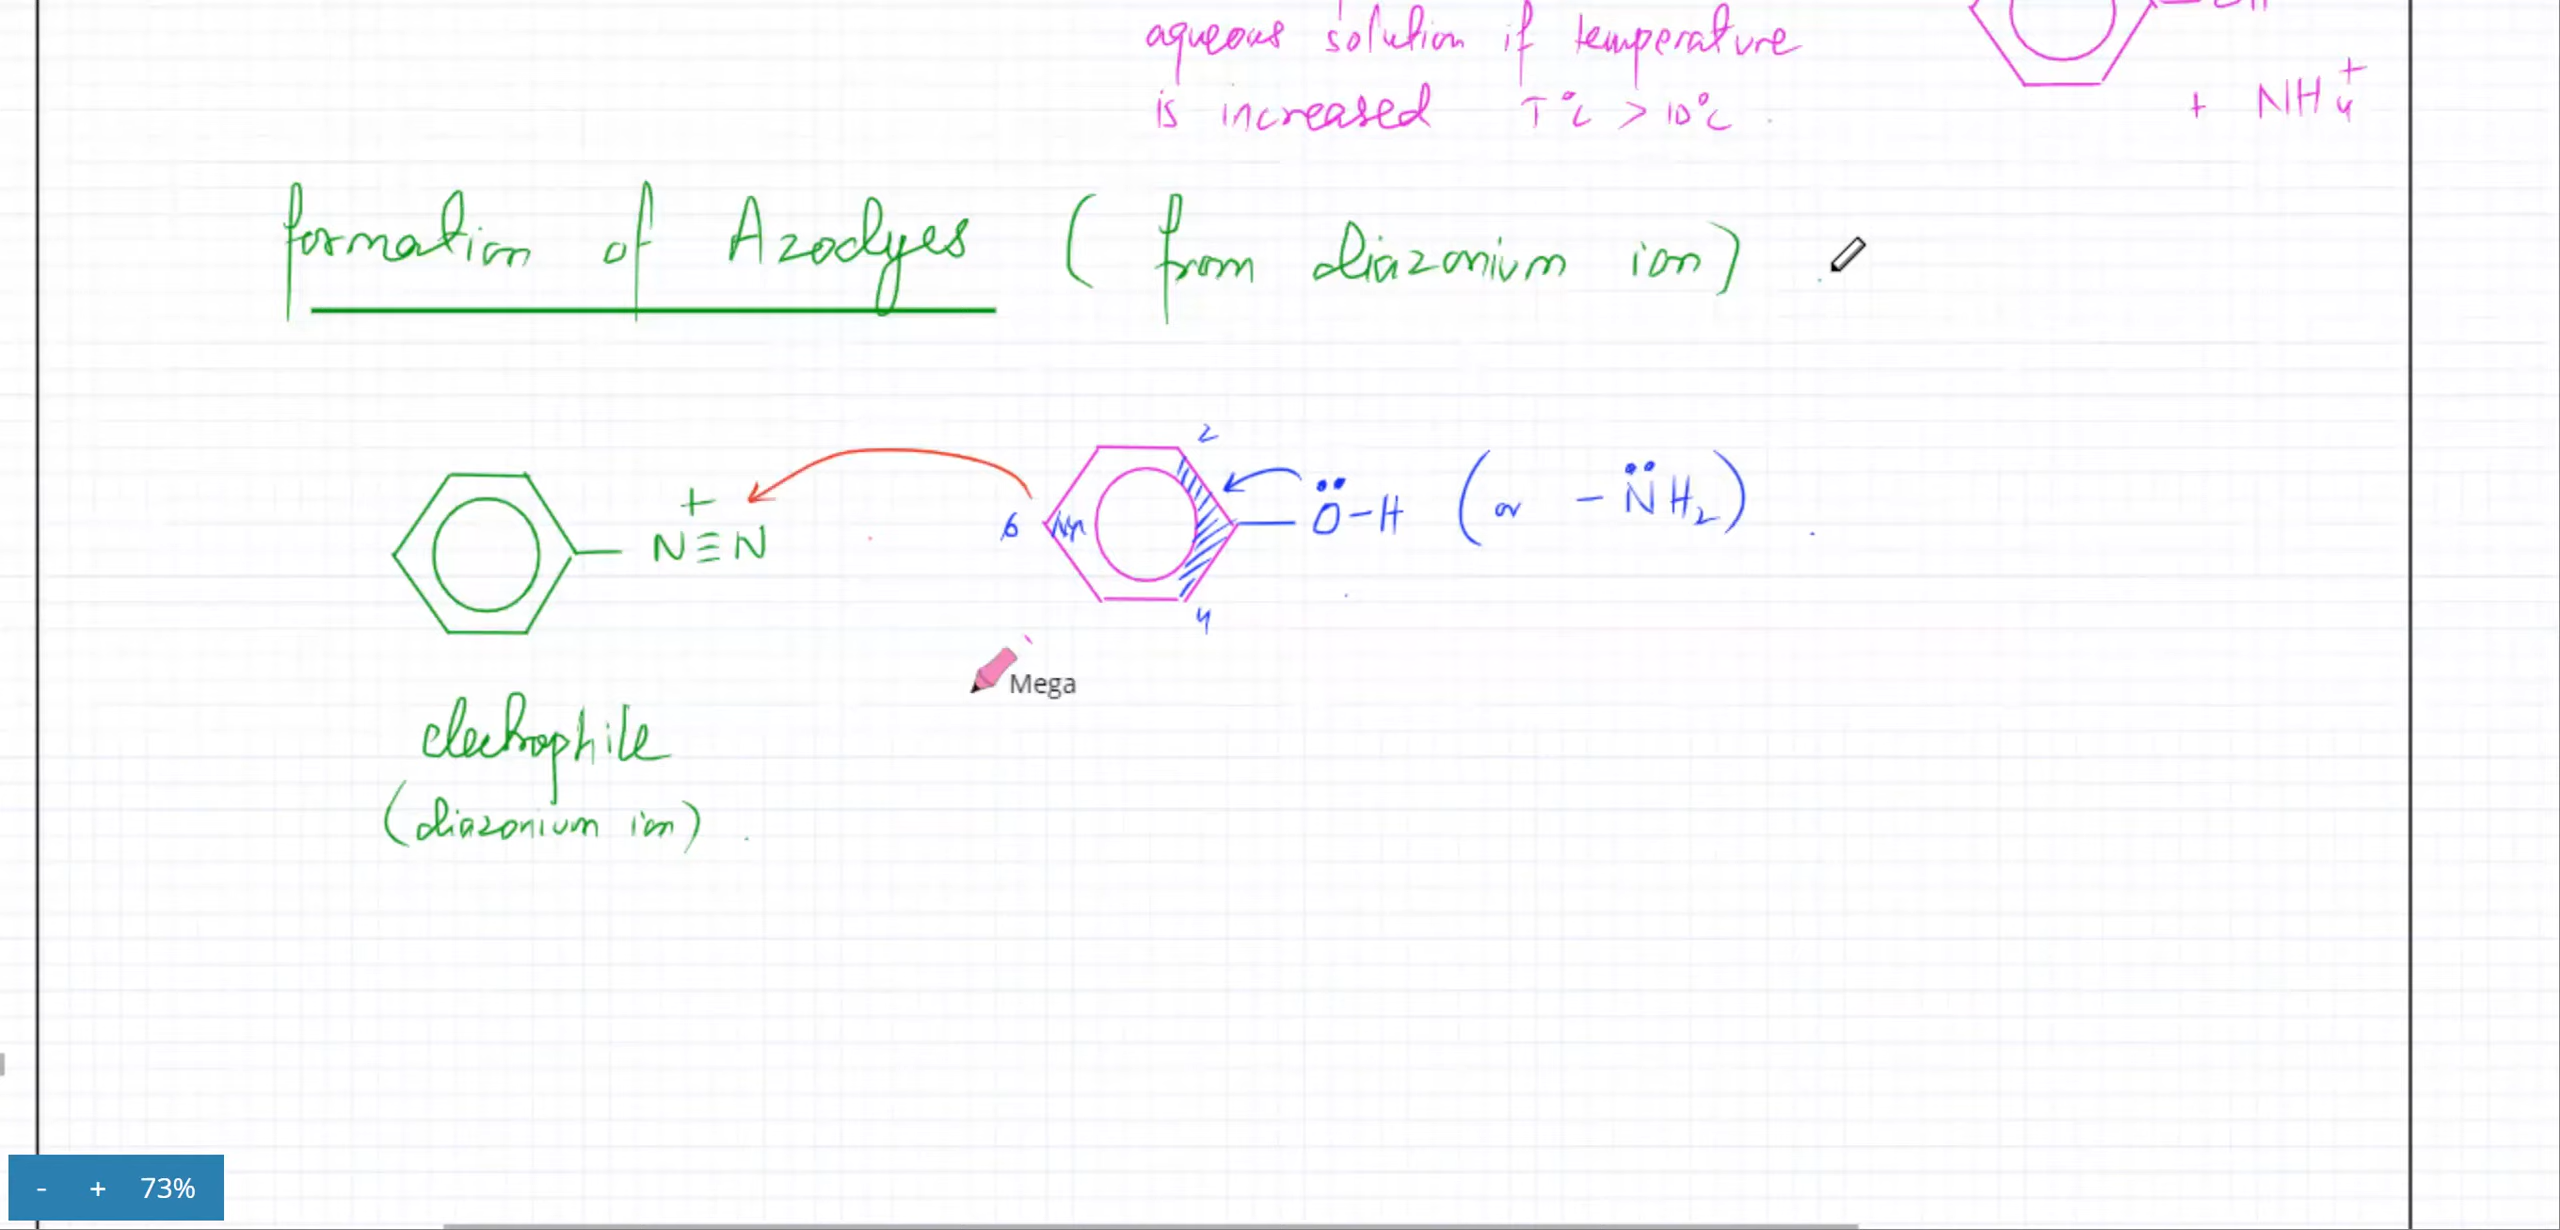 OH
aqueous solution if temperature
is increased T°C > 10°C .
+ NH4+
formation of Azodyes ( from diazonium ion)
2
+
N≡N
6
Ö-H ( or - N̈H2) .
4
Mega
electrophile
(diazonium ion) .
- + 73%